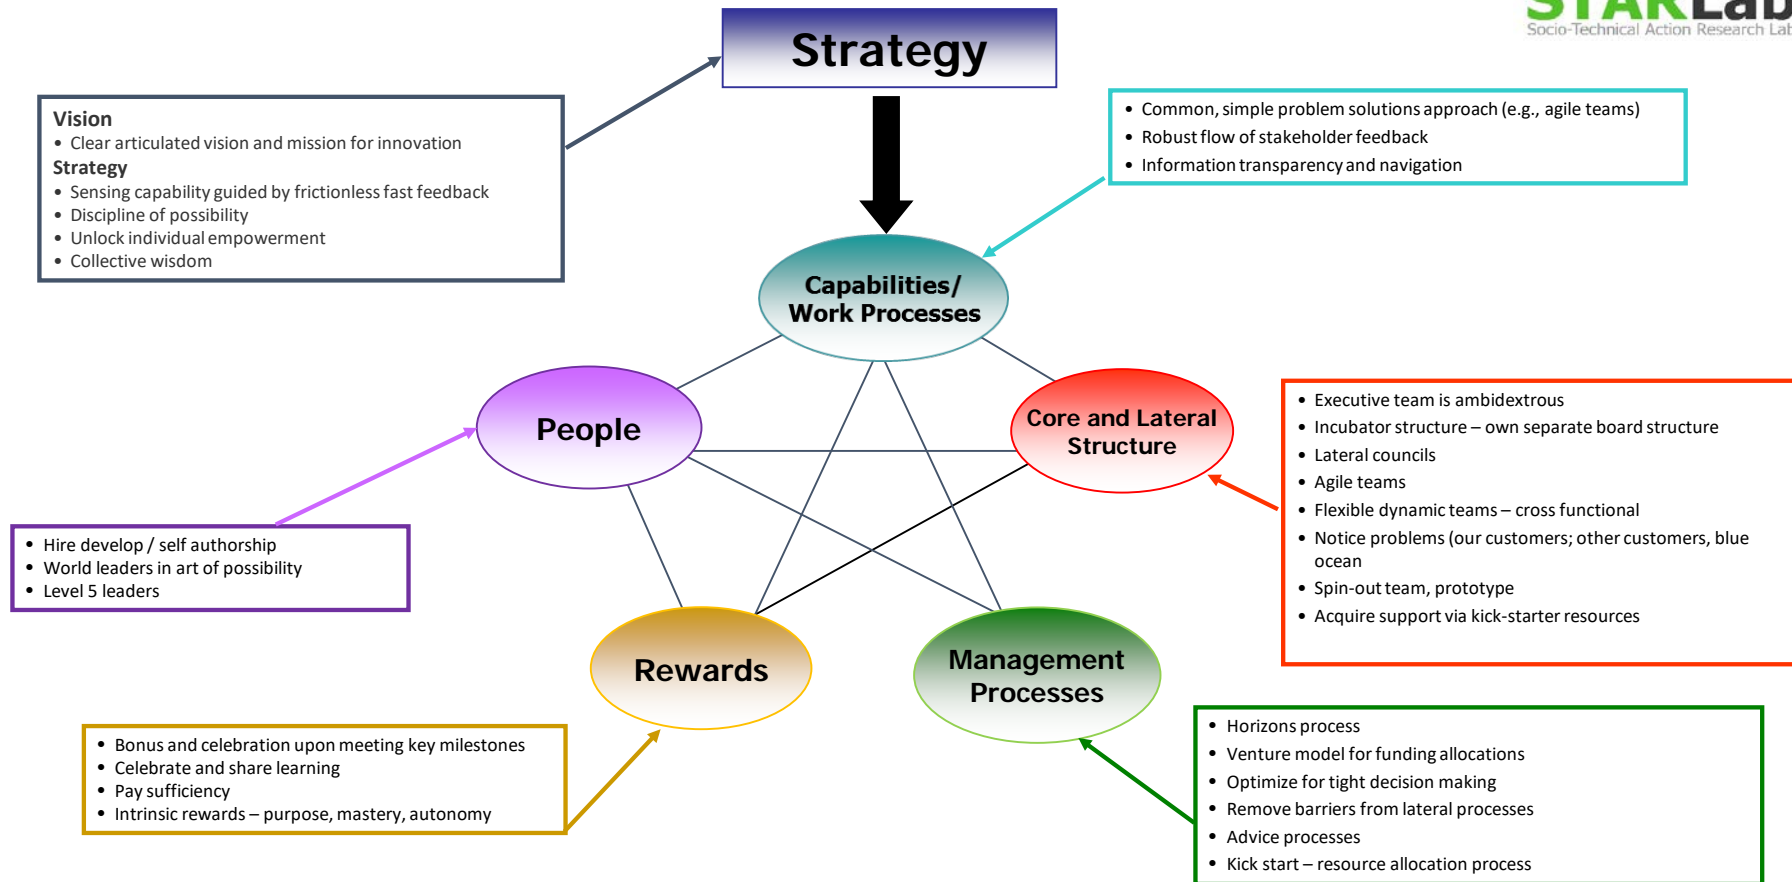 STARLab
Socio-Technical Action Research Lab
Strategy
Vision
• Clear articulated vision and mission for innovation
Strategy
• Sensing capability guided by frictionless fast feedback
• Discipline of possibility
• Unlock individual empowerment
• Collective wisdom
• Common, simple problem solutions approach (e.g., agile teams)
• Robust flow of stakeholder feedback
• Information transparency and navigation
Capabilities/
Work Processes
People
Core and Lateral
Structure
• Executive team is ambidextrous
• Incubator structure – own separate board structure
• Lateral councils
• Agile teams
• Flexible dynamic teams – cross functional
• Notice problems (our customers; other customers, blue
ocean
• Spin-out team, prototype
• Acquire support via kick-starter resources
• Hire develop / self authorship
• World leaders in art of possibility
• Level 5 leaders
Rewards
Management
Processes
• Bonus and celebration upon meeting key milestones
• Celebrate and share learning
• Pay sufficiency
• Intrinsic rewards – purpose, mastery, autonomy
• Horizons process
• Venture model for funding allocations
• Optimize for tight decision making
• Remove barriers from lateral processes
• Advice processes
• Kick start – resource allocation process